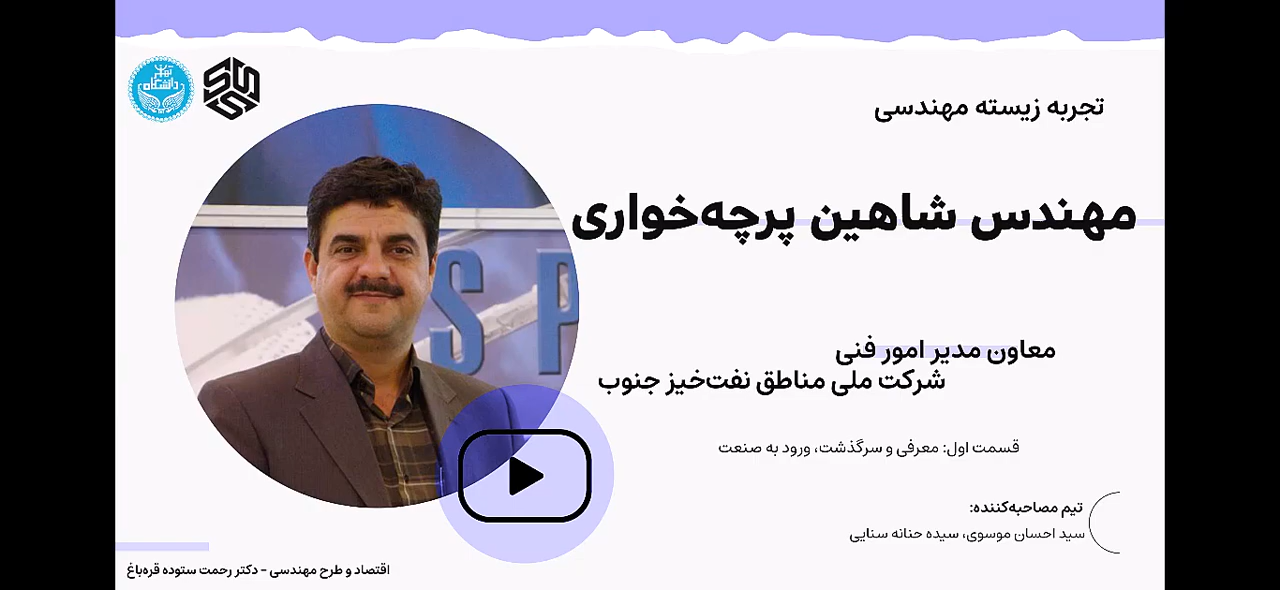 تجربه زیسته مهندسی
مهندس شاهین پرچه‌خواری
معاون مدیر امور فنی
شرکت ملی مناطق نفت‌خیز جنوب
قسمت اول: معرفی و سرگذشت، ورود به صنعت
تیم مصاحبه‌کننده:
سید احسان موسوی، سیده حنانه سنایی
اقتصاد و طرح مهندسی - دکتر رحمت ستوده قره‌باغ
S P
دانشگاه تهران